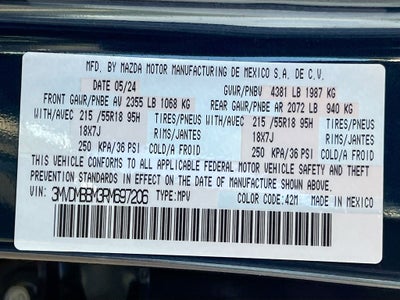 MFD. BY MAZDA MOTOR MANUFACTURING DE MEXICO S.A. DE C.V.
DATE 05/24 GVWR/PNBV 4381 LB 1987 KG
FRONT GAWR/PNBE AV 2355 LB 1068 KG REAR GAWR/PNBE AR 2072 LB 940 KG
WITH/AVEC 215 /55R18 95H TIRES/PNEUS WITH/AVEC 215 /55R18 95H TIRES/PNEUS
18X7J RIMS/JANTES 18X7J RIMS/JANTES
250 KPA/36 PSI COLD/A FROID 250 KPA/36 PSI COLD/A FROID
THIS VEHICLE CONFORMS TO ALL APPLICABLE FEDERAL MOTOR VEHICLE SAFETY AND THEFT
PREVENTION STANDARDS IN EFFECT ON THE DATE OF MANUFACTURE SHOWN ABOVE.
VIN: 3MVDMBBM3RM697206 TYPE:MPV COLOR CODE:42M MADE IN MEXICO